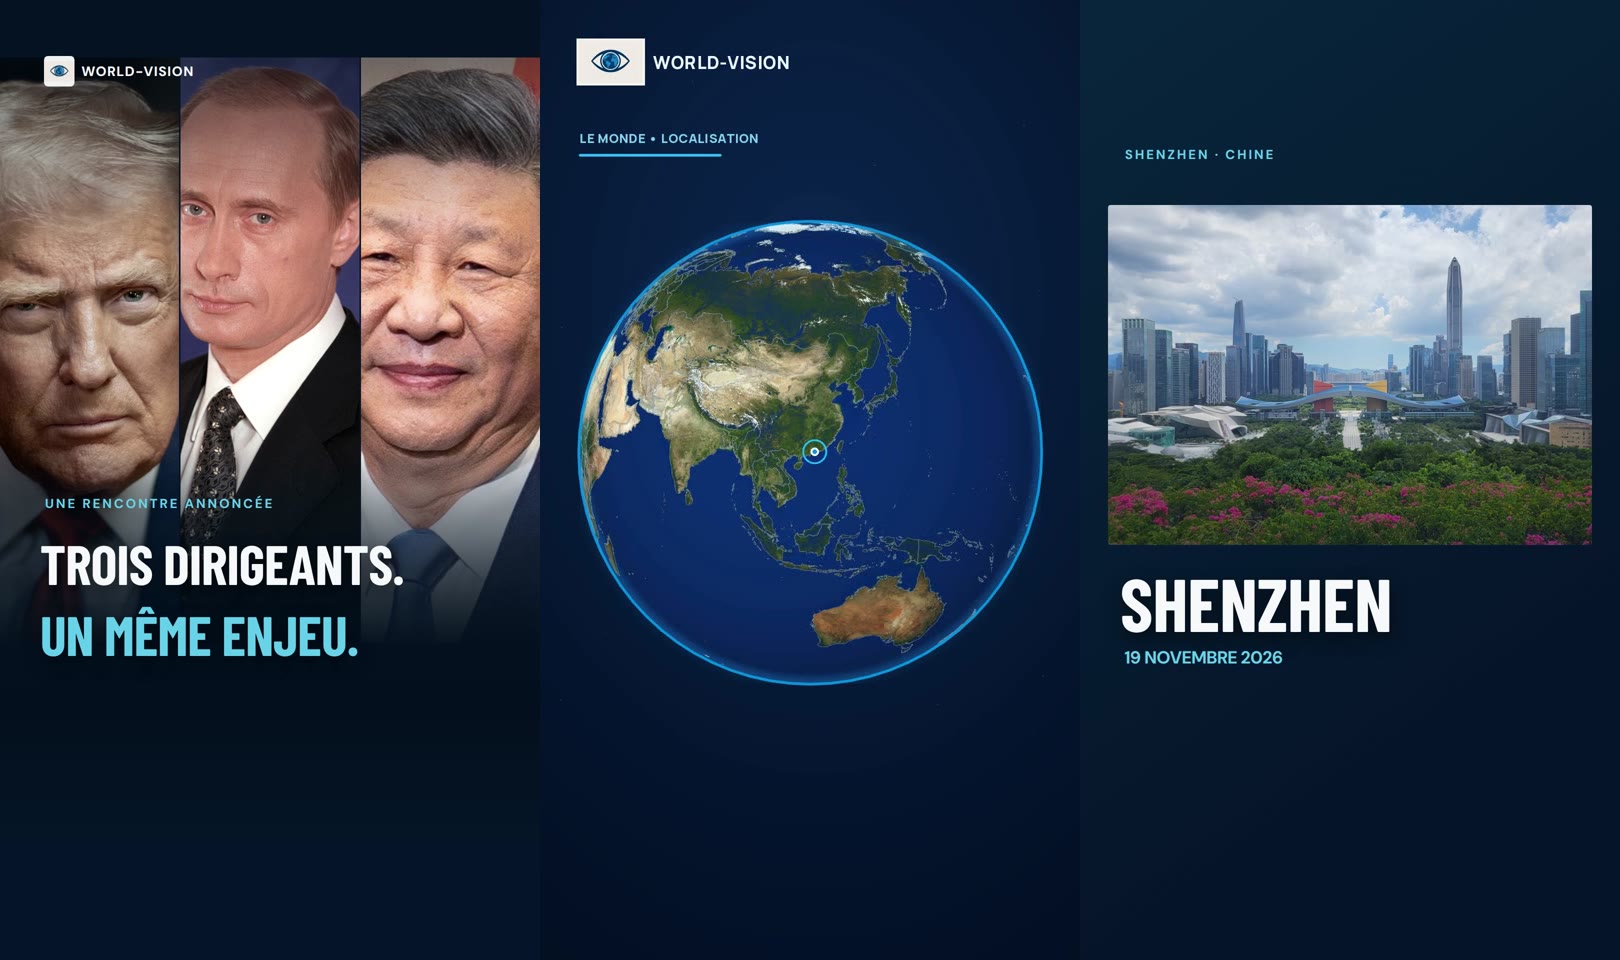 WORLD-VISION
UNE RENCONTRE ANNONCÉE
TROIS DIRIGEANTS.
UN MÊME ENJEU.
WORLD-VISION
LE MONDE • LOCALISATION
SHENZHEN · CHINE
SHENZHEN
19 NOVEMBRE 2026